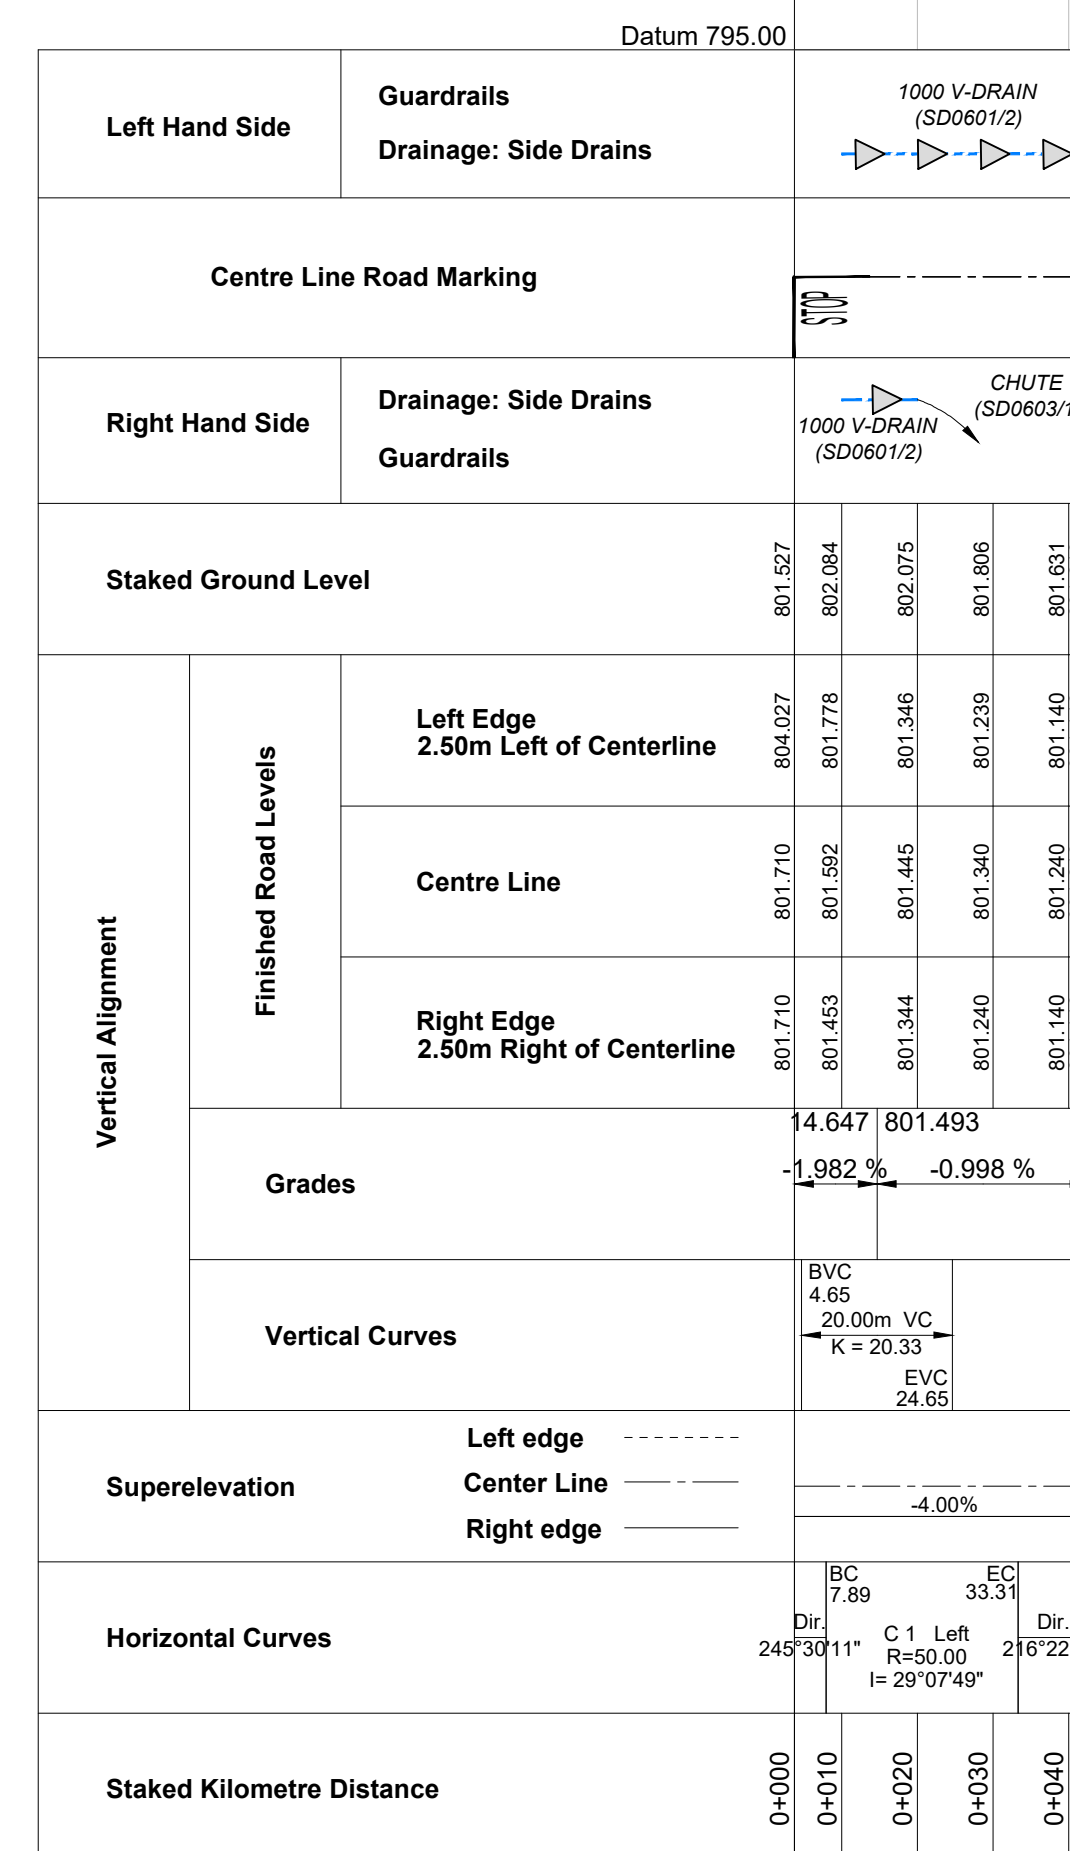 Datum 795.00
Left Hand Side
Guardrails
Drainage: Side Drains
1000 V-DRAIN
(SD0601/2)
Centre Line Road Marking
STOP
Right Hand Side
Drainage: Side Drains
Guardrails
1000 V-DRAIN
(SD0601/2)
CHUTE
(SD0603/1
Staked Ground Level
801.527
802.084
802.075
801.806
801.631
Vertical Alignment
Finished Road Levels
Left Edge
2.50m Left of Centerline
804.027
801.778
801.346
801.239
801.140
Centre Line
801.710
801.592
801.445
801.340
801.240
Right Edge
2.50m Right of Centerline
801.710
801.453
801.344
801.240
801.140
Grades
14.647 801.493
-1.982 %
-0.998 %
Vertical Curves
BVC
4.65
20.00m VC
K = 20.33
EVC
24.65
Superelevation
Left edge
Center Line
Right edge
-4.00%
Horizontal Curves
Dir.
245°30'11"
BC
7.89
C 1 Left
R=50.00
I= 29°07'49"
EC
33.31
Dir.
216°22
Staked Kilometre Distance
0+000
0+010
0+020
0+030
0+040